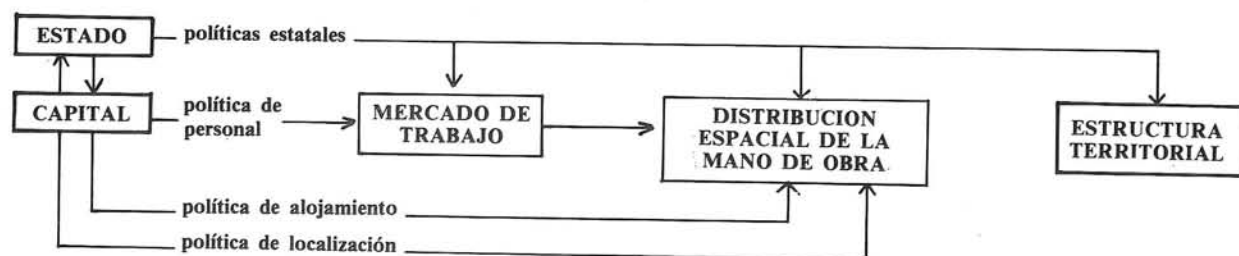 ESTADO
políticas estatales
CAPITAL
política de
personal
MERCADO DE
TRABAJO
DISTRIBUCION
ESPACIAL DE LA
MANO DE OBRA
ESTRUCTURA
TERRITORIAL
política de alojamiento
política de localización